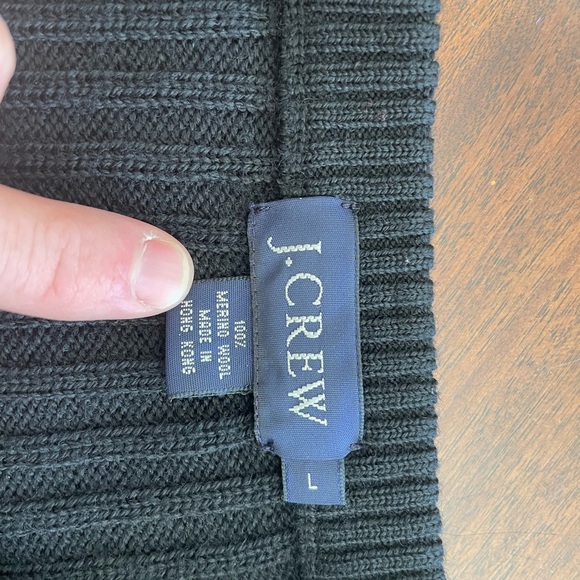 J.CREW
L
100%
MERINO WOOL
MADE IN
HONG KONG